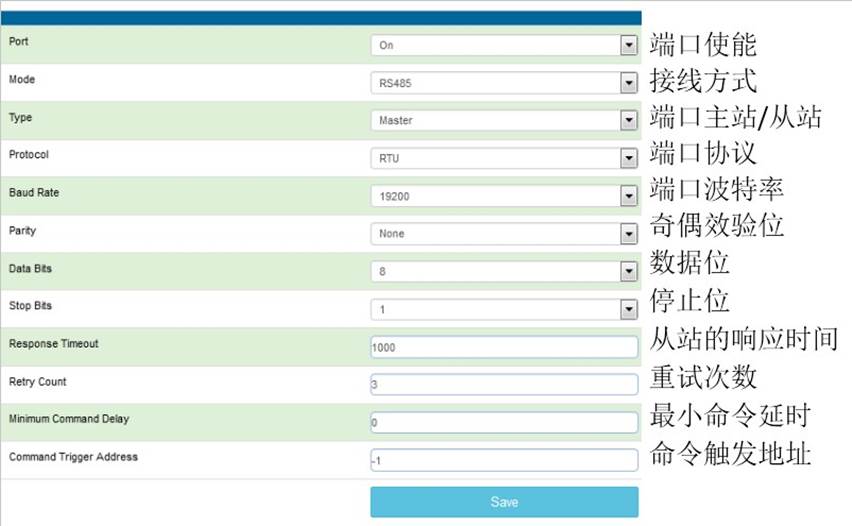 Port On 端口使能
Mode RS485 接线方式
Type Master 端口主站/从站
Protocol RTU 端口协议
Baud Rate 19200 端口波特率
Parity None 奇偶效验位
Data Bits 8 数据位
Stop Bits 1 停止位
Response Timeout 1000 从站的响应时间
Retry Count 3 重试次数
Minimum Command Delay 0 最小命令延时
Command Trigger Address -1 命令触发地址
Save